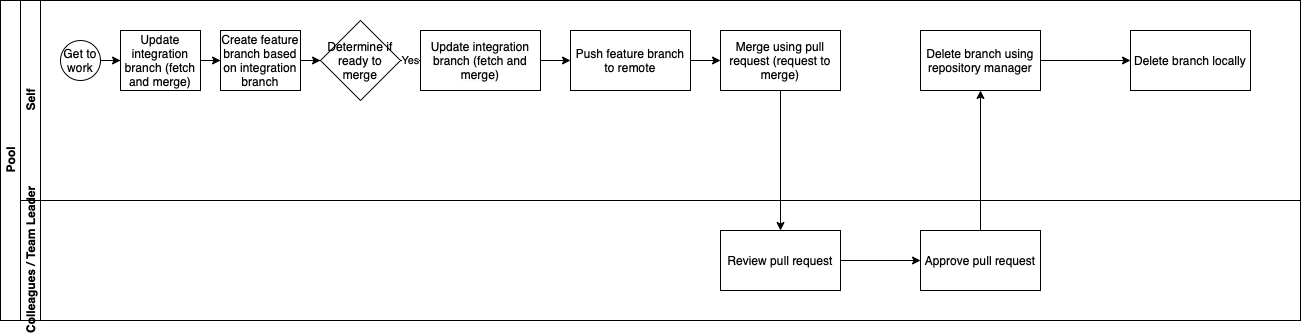 Pool
Self
Get to
work
Update
integration
branch (fetch
and merge)
Create feature
branch based
on integration
branch
Determine if
ready to
merge
Yes
Update integration
branch (fetch and
merge)
Push feature branch
to remote
Merge using pull
request (request to
merge)
Delete branch using
repository manager
Delete branch locally
Colleagues / Team Leader
Review pull request
Approve pull request